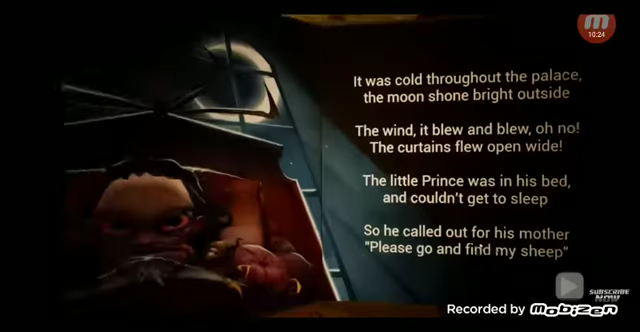 10:24
It was cold throughout the palace,
the moon shone bright outside
The wind, it blew and blew, oh no!
The curtains flew open wide!
The little Prince was in his bed,
and couldn't get to sleep
So he called out for his mother
"Please go and find my sheep"
SUBSCRIBE
NOW
Recorded by mobizen